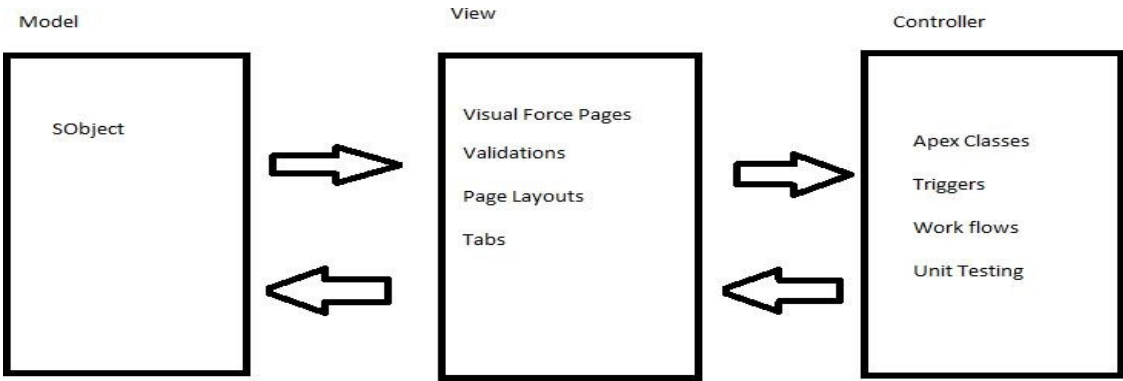 Model
SObject
View
Visual Force Pages
Validations
Page Layouts
Tabs
Controller
Apex Classes
Triggers
Work flows
Unit Testing